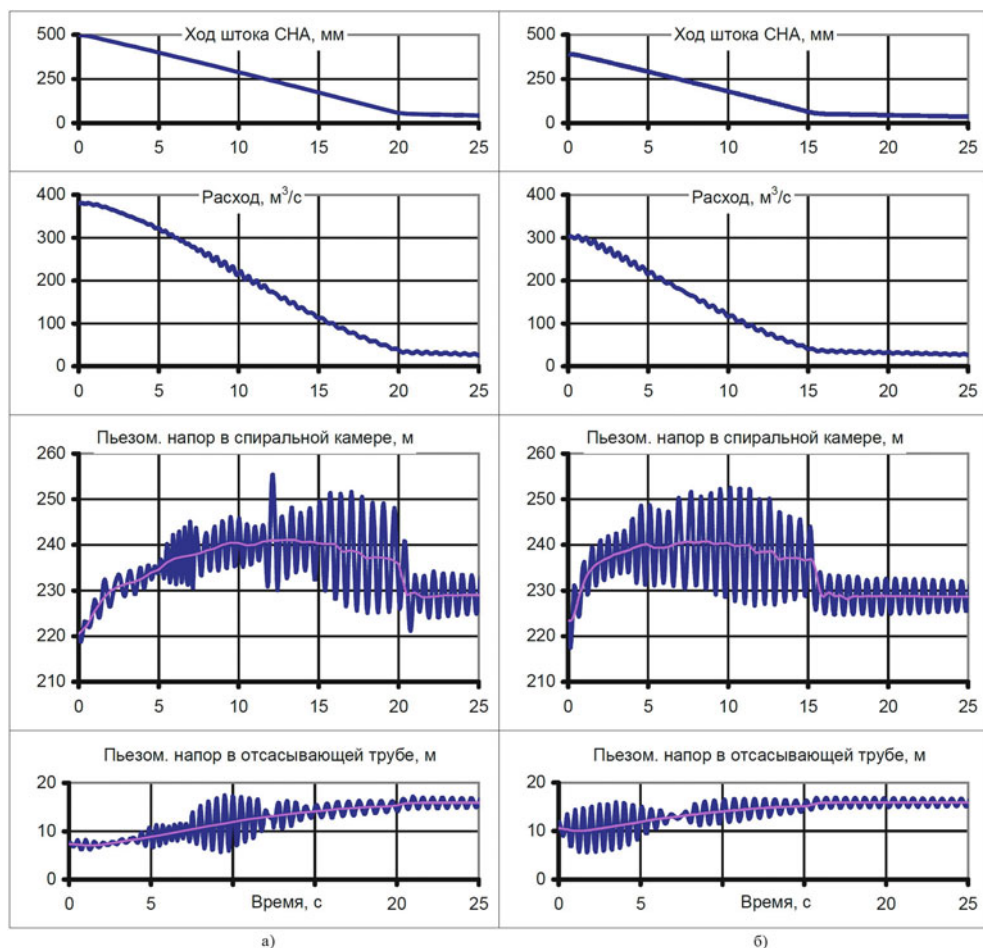 Ход штока СНА, мм
500
250
0
0 5 10 15 20 25
Ход штока СНА, мм
500
250
0
0 5 10 15 20 25
Расход, м³/с
400
300
200
100
0
0 5 10 15 20 25
Расход, м³/с
400
300
200
100
0
0 5 10 15 20 25
Пьезом. напор в спиральной камере, м
260
250
240
230
220
210
0 5 10 15 20 25
Пьезом. напор в спиральной камере, м
260
250
240
230
220
210
0 5 10 15 20 25
Пьезом. напор в отсасывающей трубе, м
20
10
0
0 5 Время, с 15 20 25
Пьезом. напор в отсасывающей трубе, м
20
10
0
0 5 Время, с 15 20 25
а)
б)